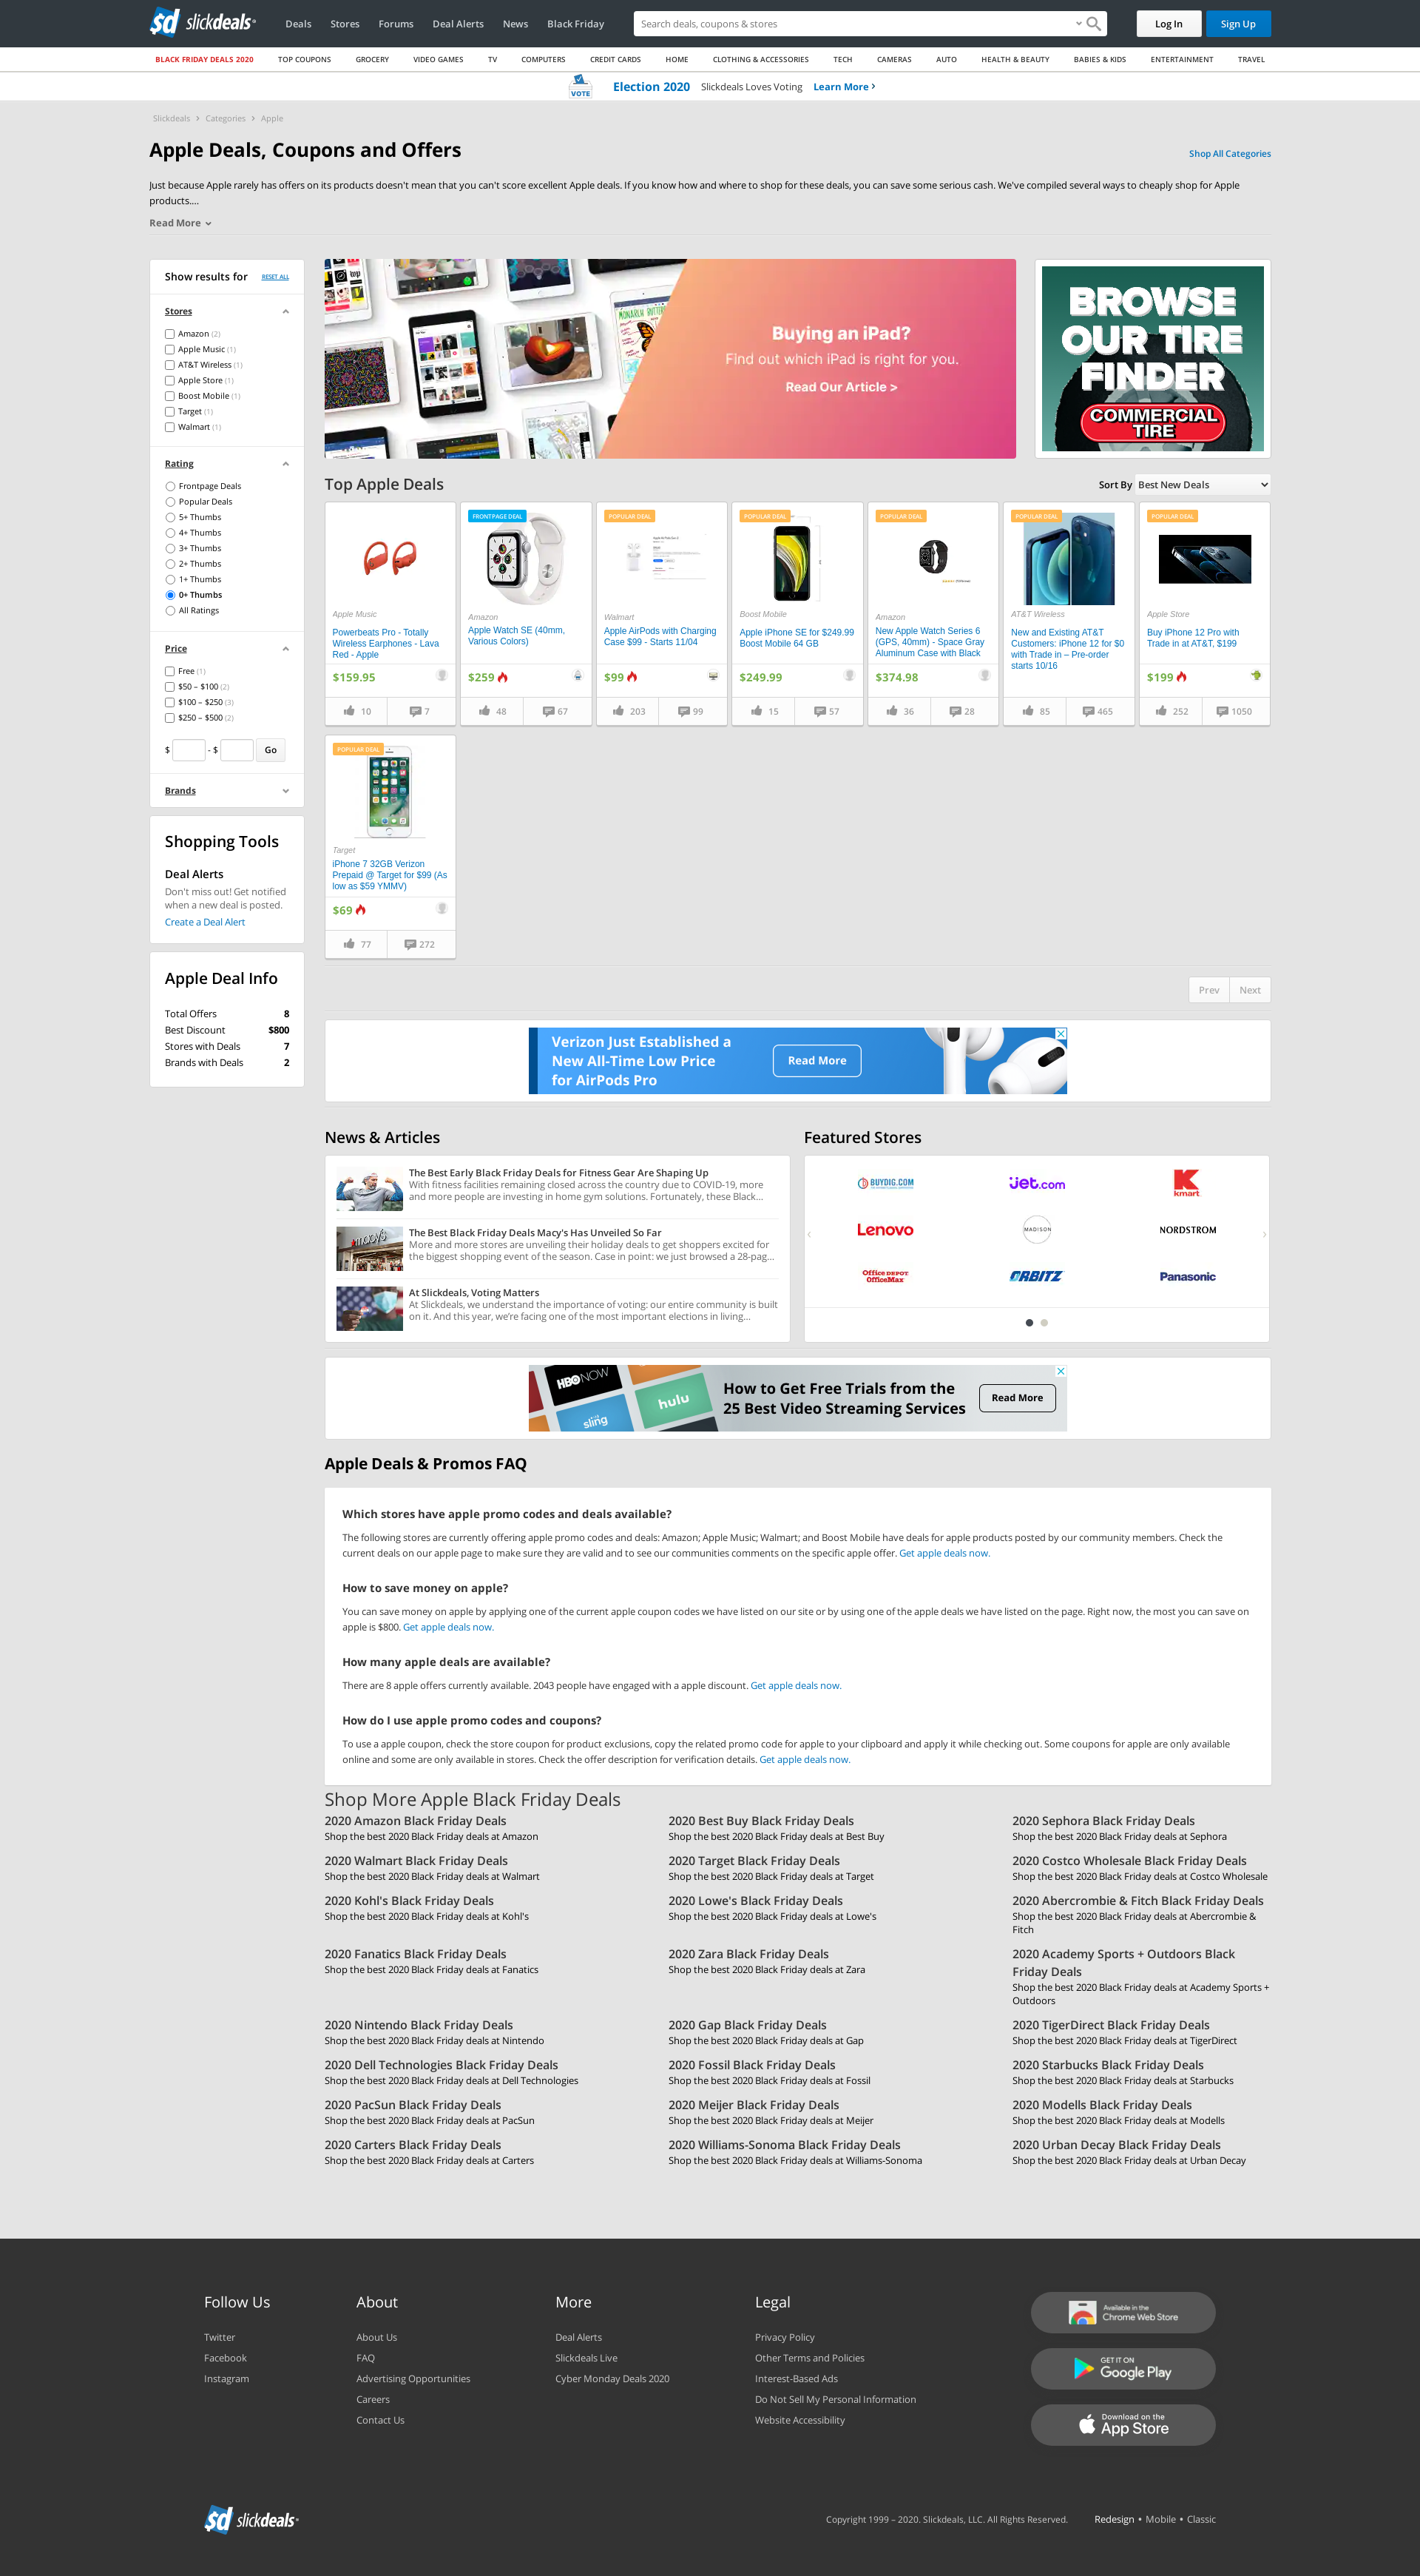 slickdeals
Deals
Stores
Forums
Deal Alerts
News
Black Friday
Search deals, coupons & stores
Log In
Sign Up
BLACK FRIDAY DEALS 2020
TOP COUPONS
GROCERY
VIDEO GAMES
TV
COMPUTERS
CREDIT CARDS
HOME
CLOTHING & ACCESSORIES
TECH
CAMERAS
AUTO
HEALTH & BEAUTY
BABIES & KIDS
ENTERTAINMENT
TRAVEL
VOTE
Election 2020
Slickdeals Loves Voting
Learn More
Slickdeals
Categories
Apple
Apple Deals, Coupons and Offers
Shop All Categories
Just because Apple rarely has offers on its products doesn't mean that you can't score excellent Apple deals. If you know how and where to shop for these deals, you can save some serious cash. We've compiled several ways to cheaply shop for Apple
products....
Read More
Show results for
RESET ALL
Stores
Amazon (2)
Apple Music (1)
AT&T Wireless (1)
Apple Store (1)
Boost Mobile (1)
Target (1)
Walmart (1)
Rating
Frontpage Deals
Popular Deals
5+ Thumbs
4+ Thumbs
3+ Thumbs
2+ Thumbs
1+ Thumbs
0+ Thumbs
All Ratings
Price
Free (1)
$50 – $100 (2)
$100 – $250 (3)
$250 – $500 (2)
$ - $ Go
Brands
Shopping Tools
Deal Alerts
Don't miss out! Get notified
when a new deal is posted.
Create a Deal Alert
Apple Deal Info
Total Offers 8
Best Discount $800
Stores with Deals 7
Brands with Deals 2
Buying an iPad?
Find out which iPad is right for you.
Read Our Article >
BROWSE
OUR TIRE
FINDER
COMMERCIAL
TIRE
Top Apple Deals
Sort By Best New Deals
Apple Music
Powerbeats Pro - Totally
Wireless Earphones - Lava
Red - Apple
$159.95
10
7
FRONTPAGE DEAL
Amazon
Apple Watch SE (40mm,
Various Colors)
$259
48
67
POPULAR DEAL
Walmart
Apple AirPods with Charging
Case $99 - Starts 11/04
$99
203
99
POPULAR DEAL
Boost Mobile
Apple iPhone SE for $249.99
Boost Mobile 64 GB
$249.99
15
57
POPULAR DEAL
Amazon
New Apple Watch Series 6
(GPS, 40mm) - Space Gray
Aluminum Case with Black
$374.98
36
28
POPULAR DEAL
AT&T Wireless
New and Existing AT&T
Customers: iPhone 12 for $0
with Trade in – Pre-order
starts 10/16
85
465
POPULAR DEAL
Apple Store
Buy iPhone 12 Pro with
Trade in at AT&T, $199
$199
252
1050
POPULAR DEAL
Target
iPhone 7 32GB Verizon
Prepaid @ Target for $99 (As
low as $59 YMMV)
$69
77
272
Prev
Next
Verizon Just Established a
New All-Time Low Price
for AirPods Pro
Read More
News & Articles
The Best Early Black Friday Deals for Fitness Gear Are Shaping Up
With fitness facilities remaining closed across the country due to COVID-19, more
and more people are investing in home gym solutions. Fortunately, these Black...
The Best Black Friday Deals Macy's Has Unveiled So Far
More and more stores are unveiling their holiday deals to get shoppers excited for
the biggest shopping event of the season. Case in point: we just browsed a 28-pag...
At Slickdeals, Voting Matters
At Slickdeals, we understand the importance of voting: our entire community is built
on it. And this year, we're facing one of the most important elections in living...
Featured Stores
BUYDIG.COM
jet.com
kmart
Lenovo
MADISON
NORDSTROM
Office DEPOT
OfficeMax
ORBITZ
Panasonic
HBO NOW
hulu
sling
How to Get Free Trials from the
25 Best Video Streaming Services
Read More
Apple Deals & Promos FAQ
Which stores have apple promo codes and deals available?
The following stores are currently offering apple promo codes and deals: Amazon; Apple Music; Walmart; and Boost Mobile have deals for apple products posted by our community members. Check the
current deals on our apple page to make sure they are valid and to see our communities comments on the specific apple offer. Get apple deals now.
How to save money on apple?
You can save money on apple by applying one of the current apple coupon codes we have listed on our site or by using one of the apple deals we have listed on the page. Right now, the most you can save on
apple is $800. Get apple deals now.
How many apple deals are available?
There are 8 apple offers currently available. 2043 people have engaged with a apple discount. Get apple deals now.
How do I use apple promo codes and coupons?
To use a apple coupon, check the store coupon for product exclusions, copy the related promo code for apple to your clipboard and apply it while checking out. Some coupons for apple are only available
online and some are only available in stores. Check the offer description for verification details. Get apple deals now.
Shop More Apple Black Friday Deals
2020 Amazon Black Friday Deals
Shop the best 2020 Black Friday deals at Amazon
2020 Best Buy Black Friday Deals
Shop the best 2020 Black Friday deals at Best Buy
2020 Sephora Black Friday Deals
Shop the best 2020 Black Friday deals at Sephora
2020 Walmart Black Friday Deals
Shop the best 2020 Black Friday deals at Walmart
2020 Target Black Friday Deals
Shop the best 2020 Black Friday deals at Target
2020 Costco Wholesale Black Friday Deals
Shop the best 2020 Black Friday deals at Costco Wholesale
2020 Kohl's Black Friday Deals
Shop the best 2020 Black Friday deals at Kohl's
2020 Lowe's Black Friday Deals
Shop the best 2020 Black Friday deals at Lowe's
2020 Abercrombie & Fitch Black Friday Deals
Shop the best 2020 Black Friday deals at Abercrombie &
Fitch
2020 Fanatics Black Friday Deals
Shop the best 2020 Black Friday deals at Fanatics
2020 Zara Black Friday Deals
Shop the best 2020 Black Friday deals at Zara
2020 Academy Sports + Outdoors Black
Friday Deals
Shop the best 2020 Black Friday deals at Academy Sports +
Outdoors
2020 Nintendo Black Friday Deals
Shop the best 2020 Black Friday deals at Nintendo
2020 Gap Black Friday Deals
Shop the best 2020 Black Friday deals at Gap
2020 TigerDirect Black Friday Deals
Shop the best 2020 Black Friday deals at TigerDirect
2020 Dell Technologies Black Friday Deals
Shop the best 2020 Black Friday deals at Dell Technologies
2020 Fossil Black Friday Deals
Shop the best 2020 Black Friday deals at Fossil
2020 Starbucks Black Friday Deals
Shop the best 2020 Black Friday deals at Starbucks
2020 PacSun Black Friday Deals
Shop the best 2020 Black Friday deals at PacSun
2020 Meijer Black Friday Deals
Shop the best 2020 Black Friday deals at Meijer
2020 Modells Black Friday Deals
Shop the best 2020 Black Friday deals at Modells
2020 Carters Black Friday Deals
Shop the best 2020 Black Friday deals at Carters
2020 Williams-Sonoma Black Friday Deals
Shop the best 2020 Black Friday deals at Williams-Sonoma
2020 Urban Decay Black Friday Deals
Shop the best 2020 Black Friday deals at Urban Decay
Follow Us
Twitter
Facebook
Instagram
About
About Us
FAQ
Advertising Opportunities
Careers
Contact Us
More
Deal Alerts
Slickdeals Live
Cyber Monday Deals 2020
Legal
Privacy Policy
Other Terms and Policies
Interest-Based Ads
Do Not Sell My Personal Information
Website Accessibility
Available in the
Chrome Web Store
GET IT ON
Google Play
Download on the
App Store
slickdeals
Copyright 1999 – 2020. Slickdeals, LLC. All Rights Reserved.
Redesign • Mobile • Classic